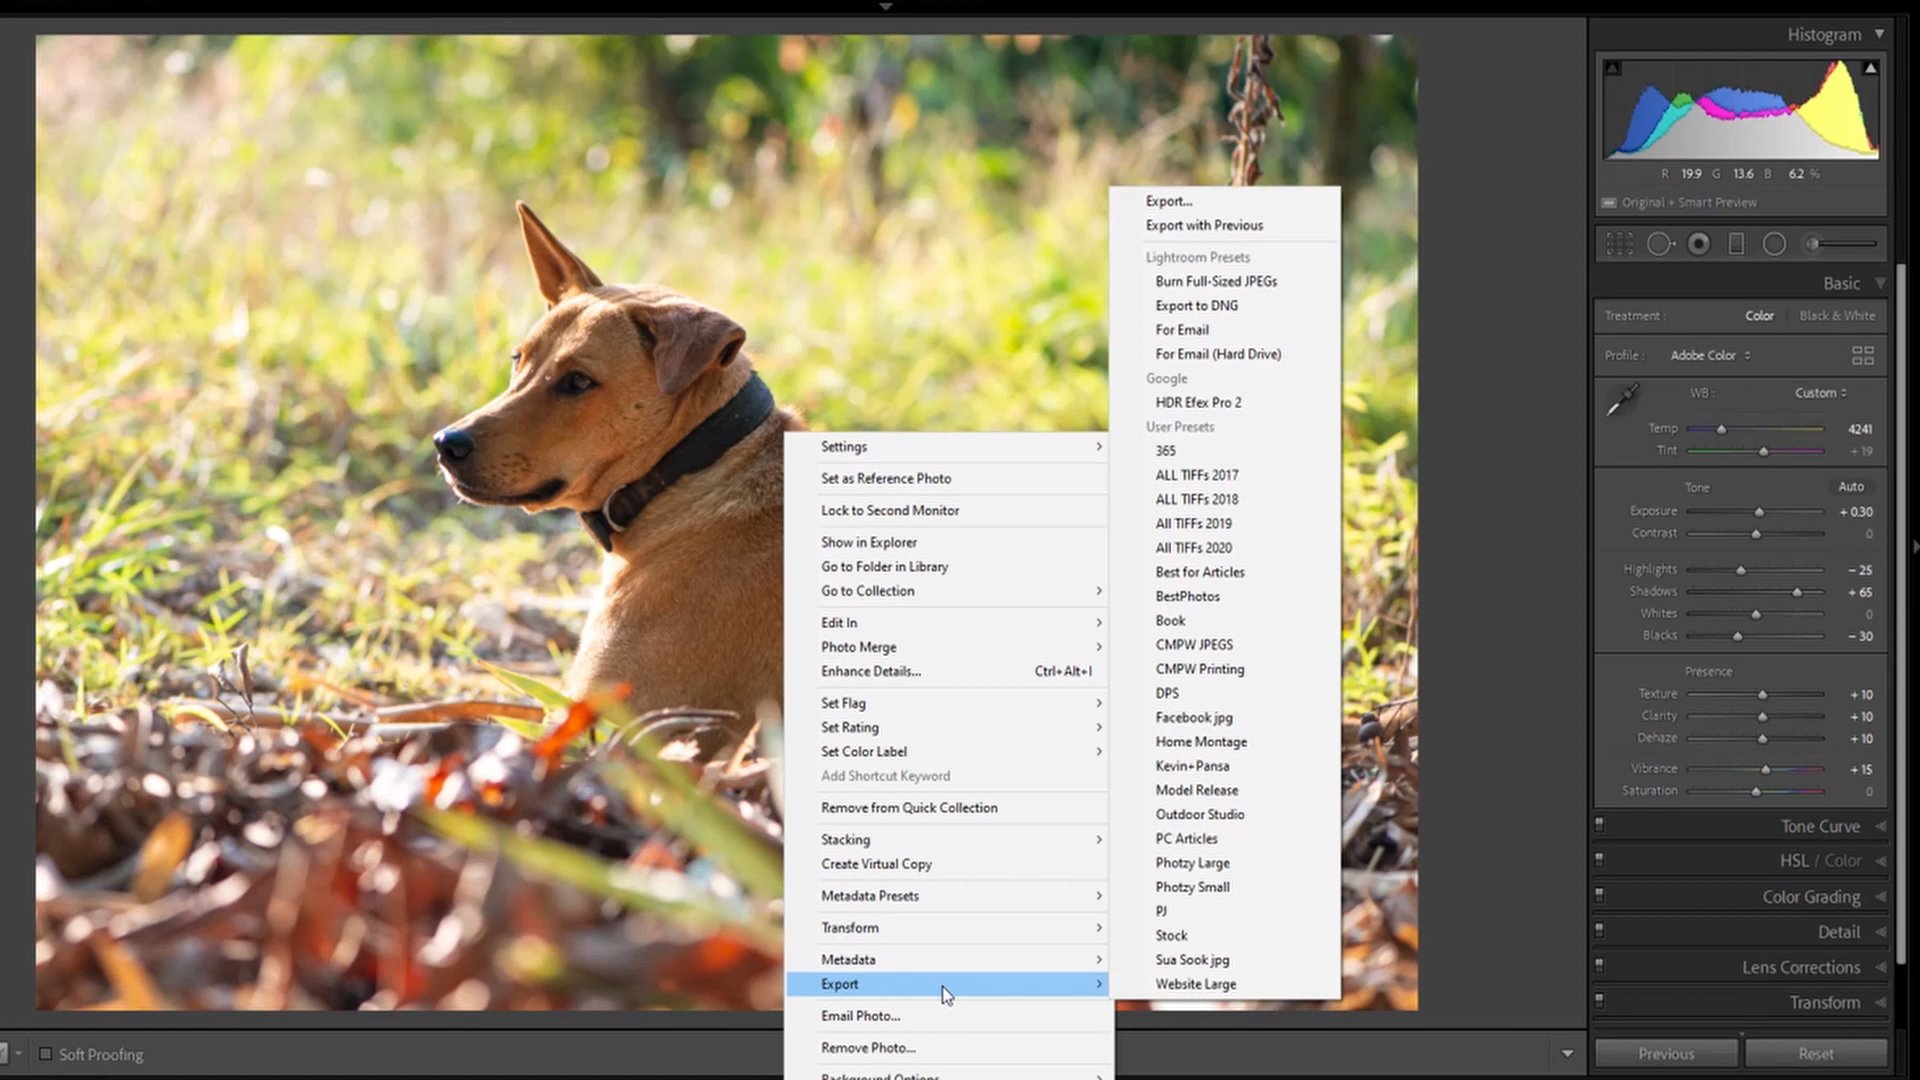 Histogram
R 19.9 G 13.6 B 6.2 %
Original + Smart Preview
Basic
Treatment : Color Black & White
Profile : Adobe Color
WB : Custom
Temp 4241
Tint + 19
Tone Auto
Exposure + 0.30
Contrast 0
Highlights − 25
Shadows + 65
Whites 0
Blacks − 30
Presence
Texture + 10
Clarity + 10
Dehaze + 10
Vibrance + 15
Saturation 0
Tone Curve
HSL / Color
Color Grading
Detail
Lens Corrections
Transform
Previous Reset
Settings
Set as Reference Photo
Lock to Second Monitor
Show in Explorer
Go to Folder in Library
Go to Collection
Edit In
Photo Merge
Enhance Details... Ctrl+Alt+I
Set Flag
Set Rating
Set Color Label
Add Shortcut Keyword
Remove from Quick Collection
Stacking
Create Virtual Copy
Metadata Presets
Transform
Metadata
Export
Email Photo...
Remove Photo...
Background Options
Export...
Export with Previous
Lightroom Presets
Burn Full-Sized JPEGs
Export to DNG
For Email
For Email (Hard Drive)
Google
HDR Efex Pro 2
User Presets
365
ALL TIFFs 2017
ALL TIFFs 2018
All TIFFs 2019
All TIFFs 2020
Best for Articles
BestPhotos
Book
CMPW JPEGS
CMPW Printing
DPS
Facebook jpg
Home Montage
Kevin+Pansa
Model Release
Outdoor Studio
PC Articles
Photzy Large
Photzy Small
PJ
Stock
Sua Sook jpg
Website Large
Soft Proofing